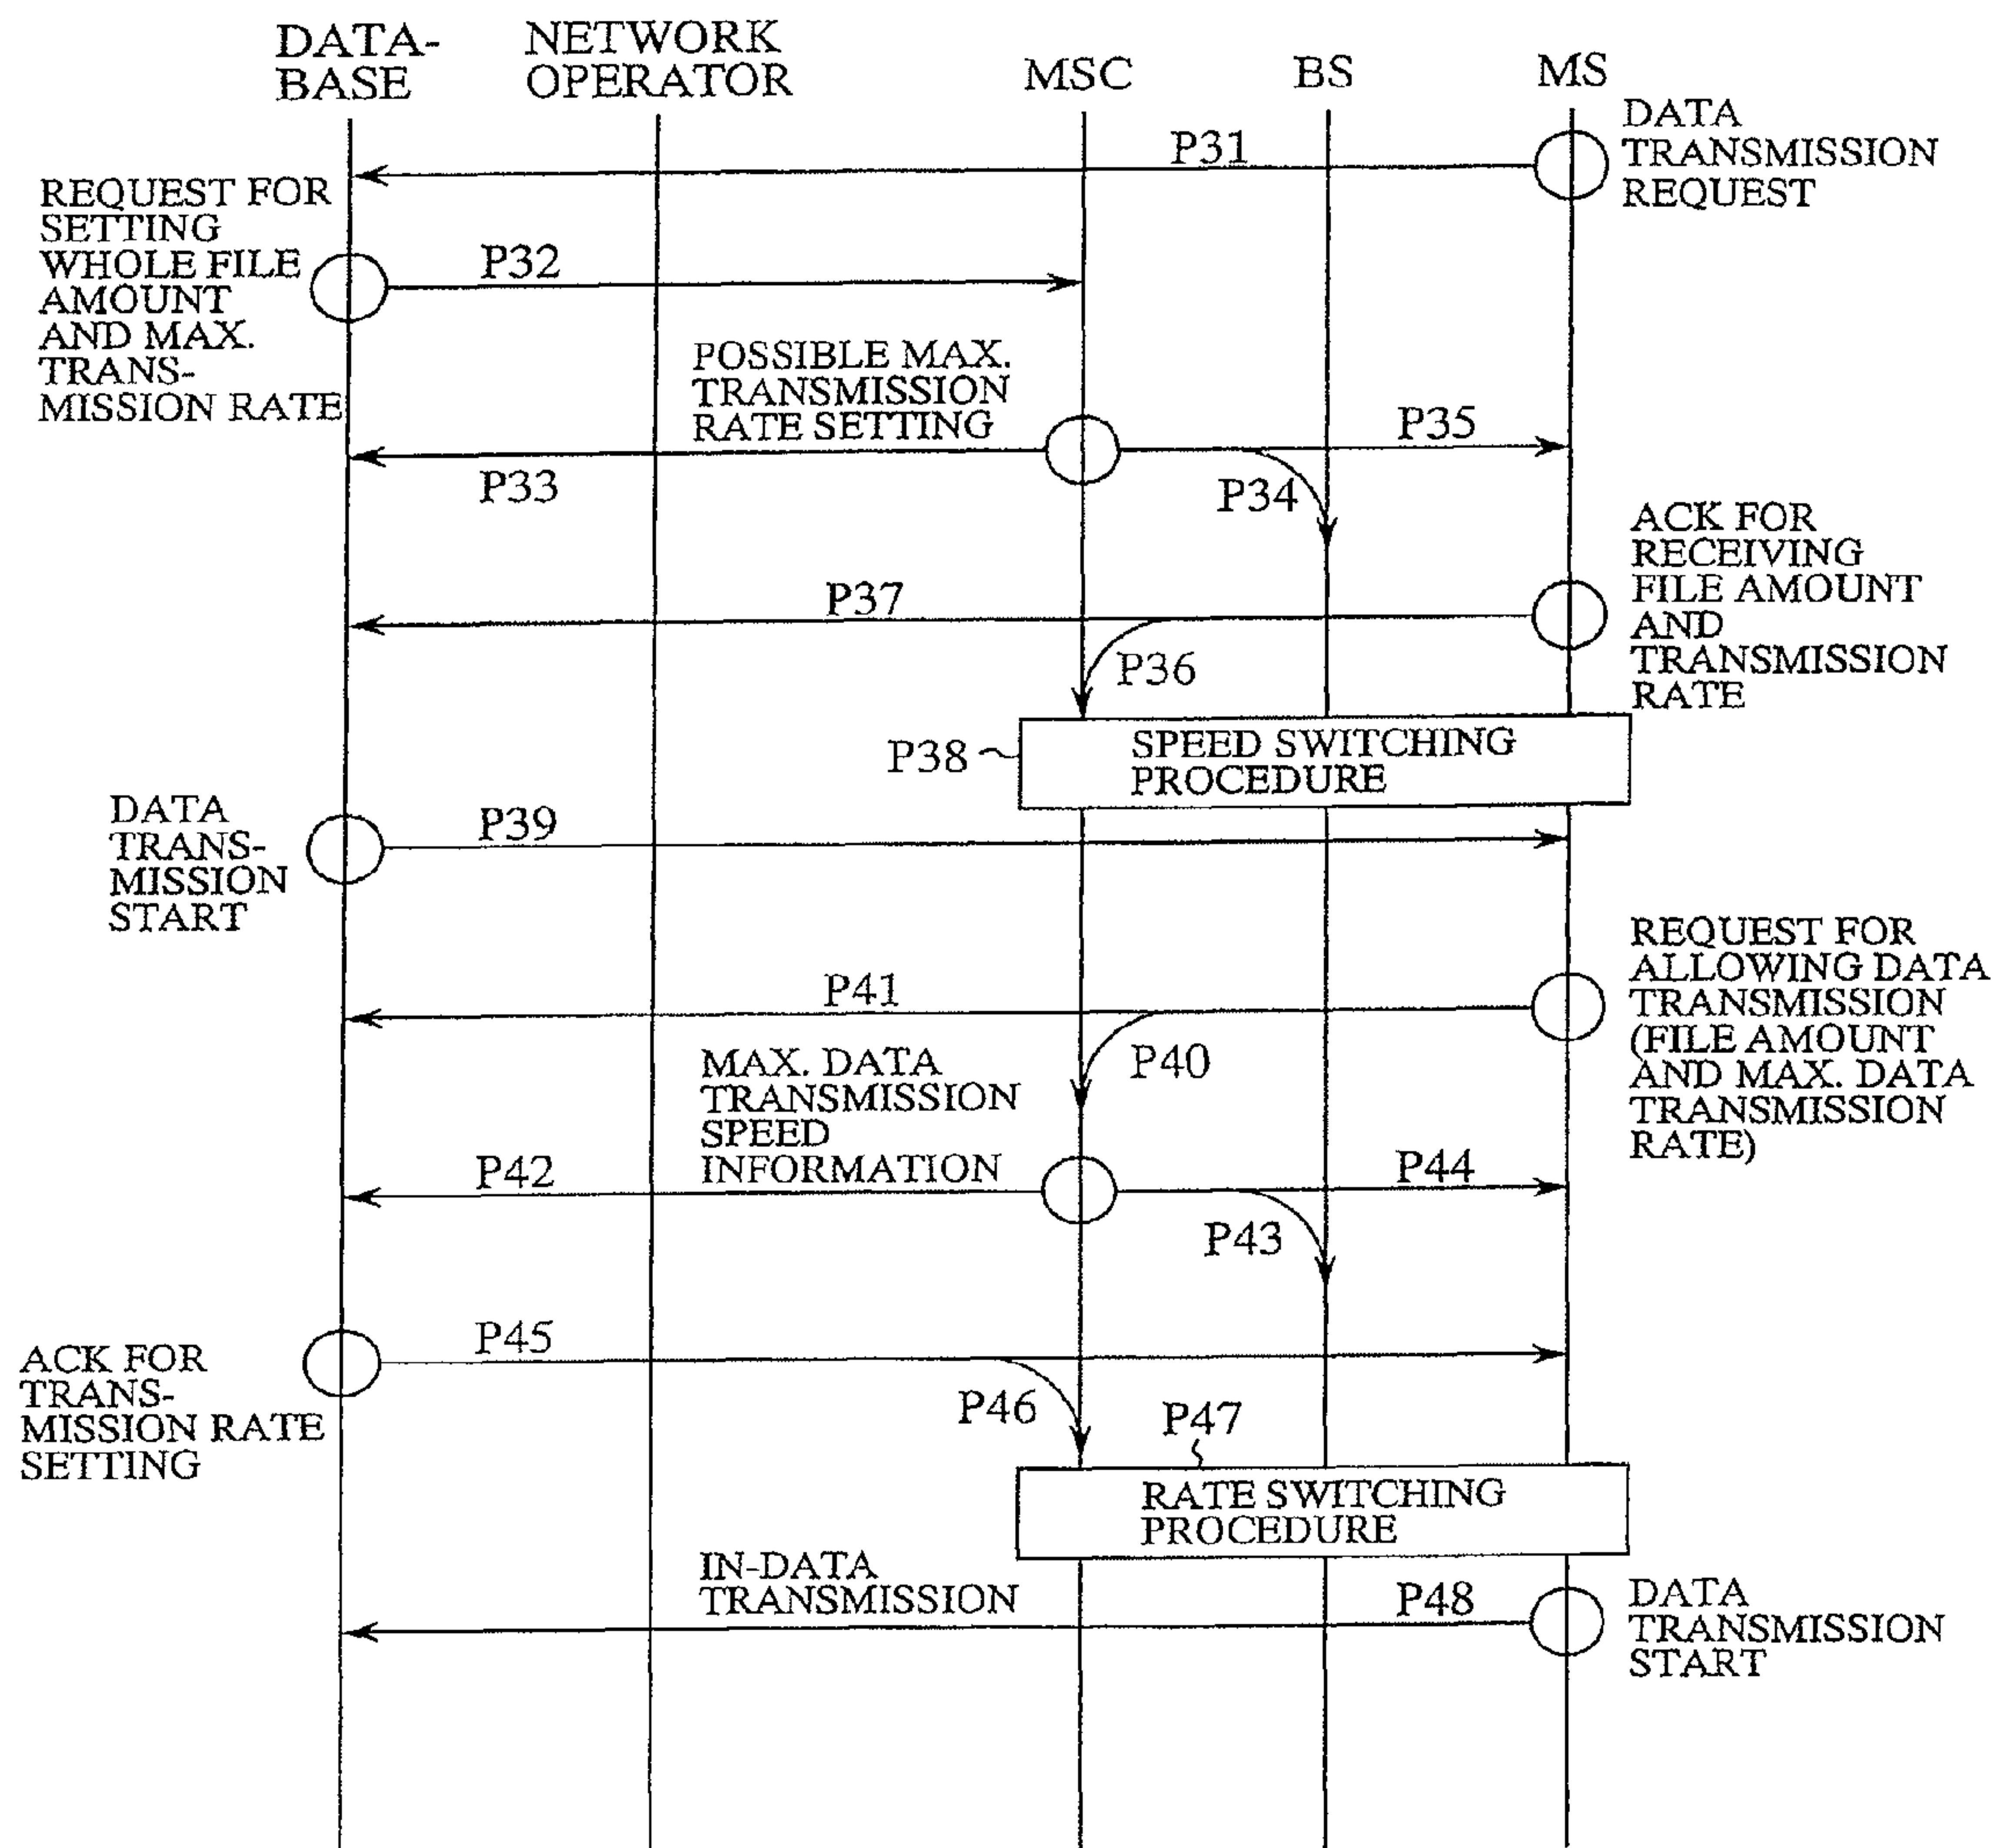 DATA-
BASE
NETWORK
OPERATOR
MSC
BS
MS
P31
DATA
TRANSMISSION
REQUEST
REQUEST FOR
SETTING
WHOLE FILE
AMOUNT
AND MAX.
TRANS-
MISSION RATE
P32
POSSIBLE MAX.
TRANSMISSION
RATE SETTING
P35
P33
P34
ACK FOR
RECEIVING
FILE AMOUNT
AND
TRANSMISSION
RATE
P37
P36
P38
SPEED SWITCHING
PROCEDURE
DATA
TRANS-
MISSION
START
P39
REQUEST FOR
ALLOWING DATA
TRANSMISSION
(FILE AMOUNT
AND MAX. DATA
TRANSMISSION
RATE)
P41
P40
MAX. DATA
TRANSMISSION
SPEED
INFORMATION
P42
P44
P43
P45
ACK FOR
TRANS-
MISSION RATE
SETTING
P46
P47
RATE SWITCHING
PROCEDURE
IN-DATA
TRANSMISSION
P48
DATA
TRANSMISSION
START